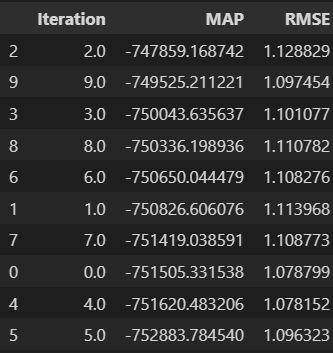 Iteration MAP RMSE
2 2.0 -747859.168742 1.128829
9 9.0 -749525.211221 1.097454
3 3.0 -750043.635637 1.101077
8 8.0 -750336.198936 1.110782
6 6.0 -750650.044479 1.108276
1 1.0 -750826.606076 1.113968
7 7.0 -751419.038591 1.108773
0 0.0 -751505.331538 1.078799
4 4.0 -751620.483206 1.078152
5 5.0 -752883.784540 1.096323